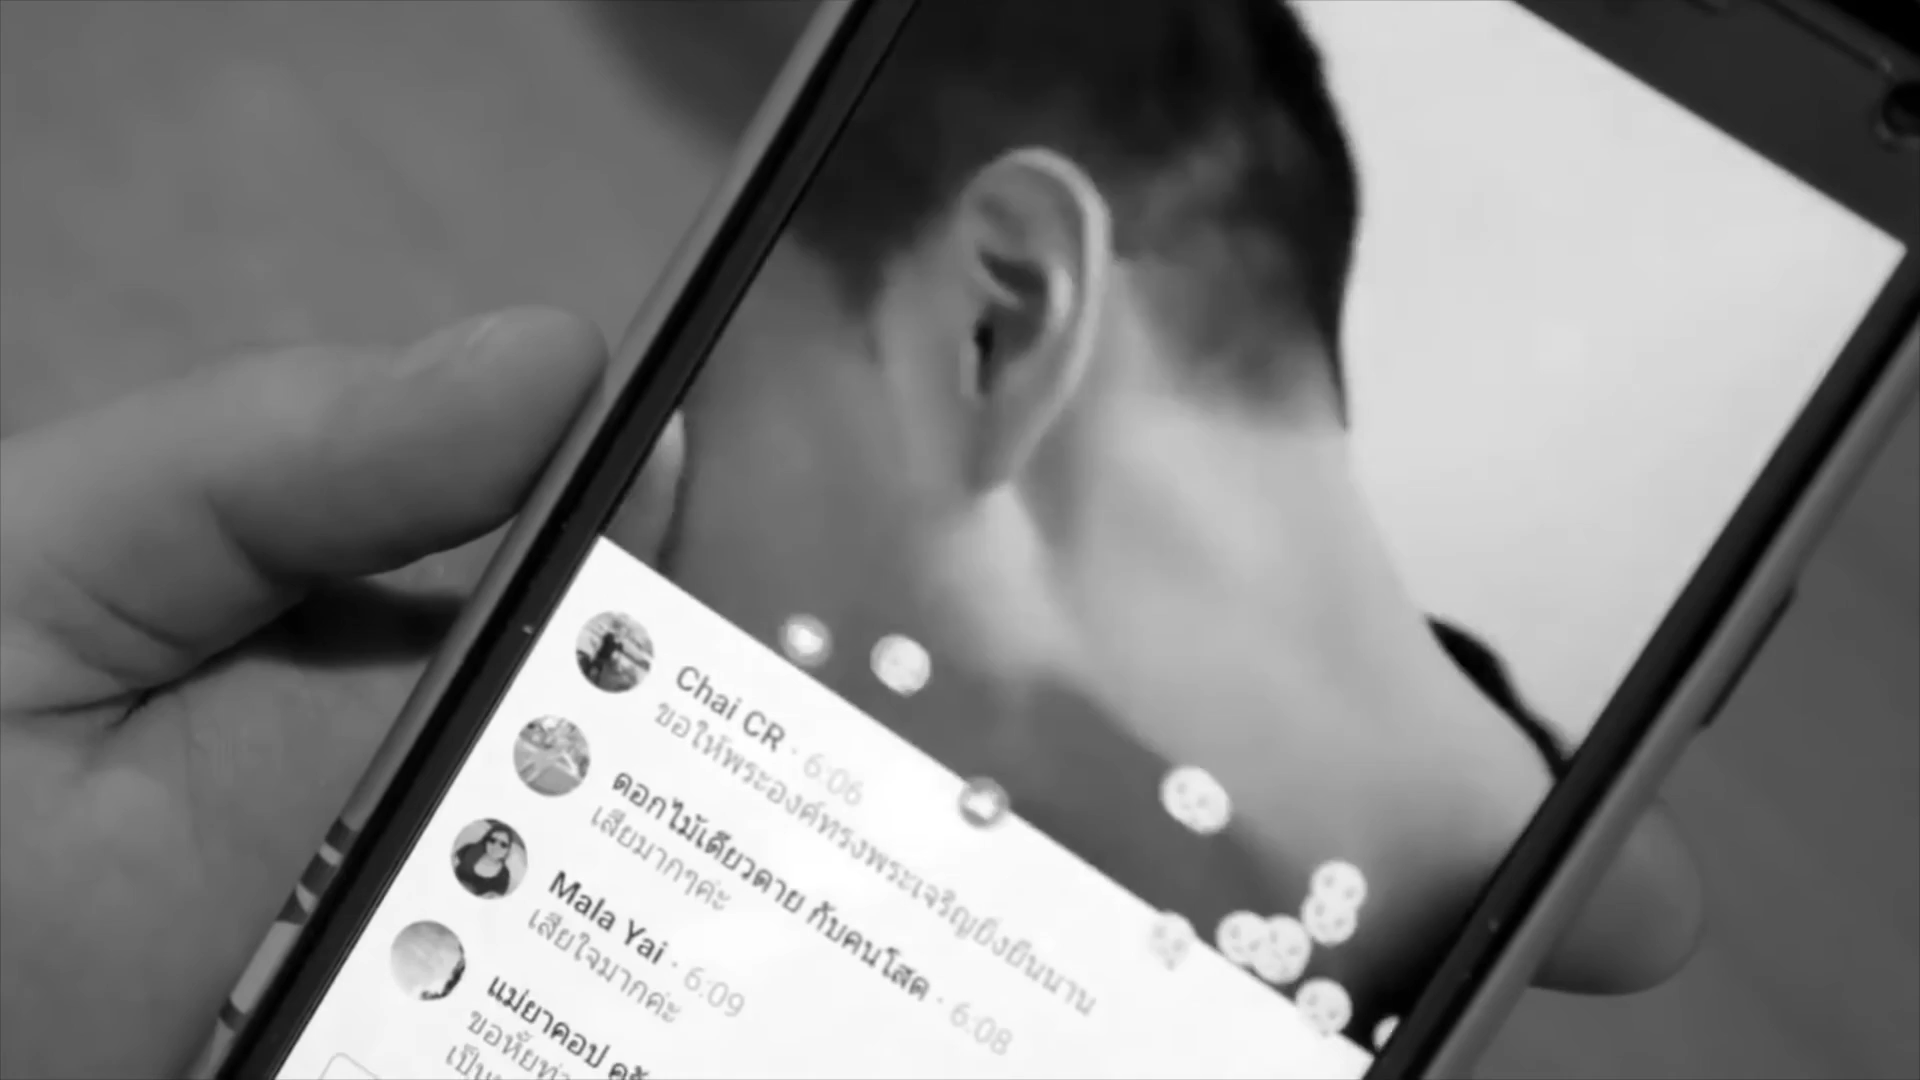 Chai CR · 6:06
ขอให้พระองค์ทรงพระเจริญยิ่งยืนนาน
ดอกไม้เดียวดาย กับคนโสด · 6:08
เสียมากๆค่ะ
Mala Yai · 6:09
เสียใจมากค่ะ
แม่ยาคอป